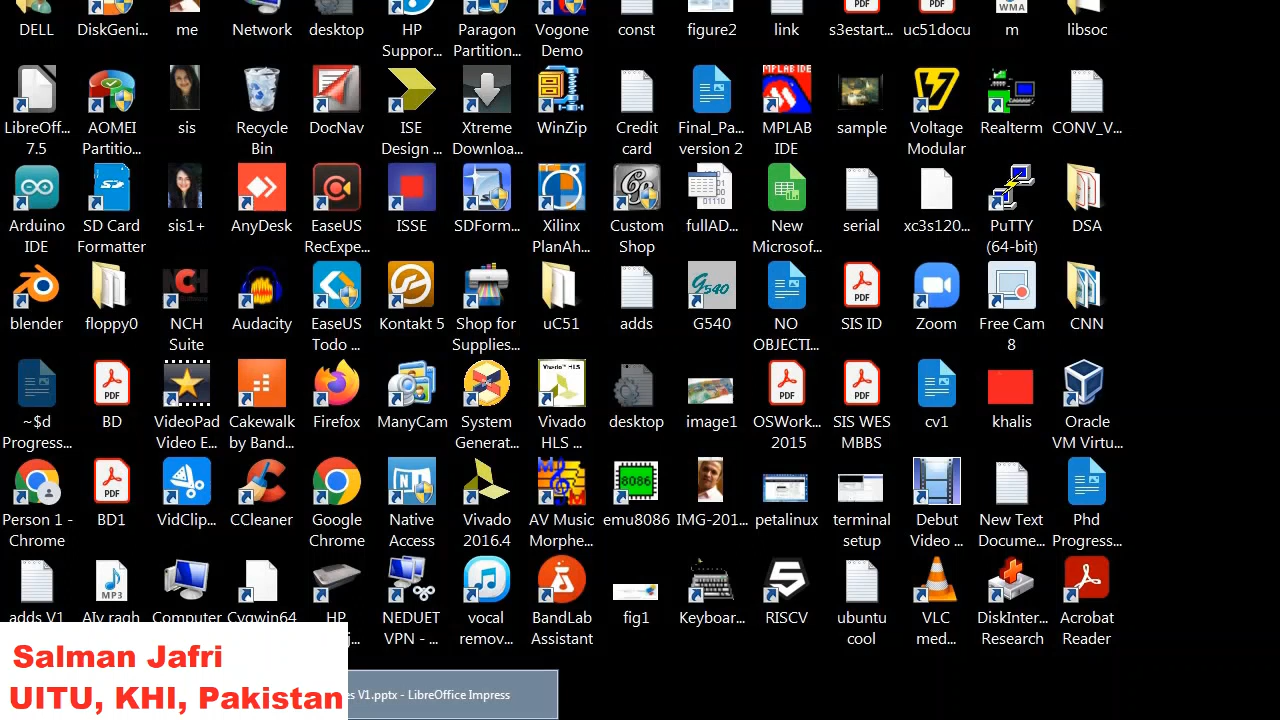 DELL DiskGeni... me Network desktop HP Paragon Vogone const figure2 link s3estart... uc51docu m libsoc
Suppor... Partition... Demo
LibreOff... AOMEI sis Recycle DocNav ISE Xtreme WinZip Credit Final_Pa... MPLAB sample Voltage Realterm CONV_V...
7.5 Partitio... Bin Design ... Downloa... card version 2 IDE Modular
Arduino SD Card sis1+ AnyDesk EaseUS ISSE SDForm... Xilinx Custom fullAD... New serial xc3s120... PuTTY DSA
IDE Formatter RecExpe... PlanAh... Shop Microsof... (64-bit)
blender floppy0 NCH Audacity EaseUS Kontakt 5 Shop for uC51 adds G540 NO SIS ID Zoom Free Cam CNN
Suite Todo ... Supplies... OBJECTI... 8
~$d BD VideoPad Cakewalk Firefox ManyCam System Vivado desktop image1 OSWork... SIS WES cv1 khalis Oracle
Progress... Video E... by Band... Generat... HLS ... 2015 MBBS VM Virtu...
Person 1 - BD1 VidClip... CCleaner Google Native Vivado AV Music emu8086 IMG-201... petalinux terminal Debut New Text Phd
Chrome Chrome Access 2016.4 Morphe... setup Video ... Docume... Progress...
adds V1 Computer HP NEDUET vocal BandLab fig1 Keyboar... RISCV ubuntu VLC DiskInter... Acrobat
VPN - ... remov... Assistant cool med... Research Reader
Salman Jafri
UITU, KHI, Pakistan
V1.pptx - LibreOffice Impress